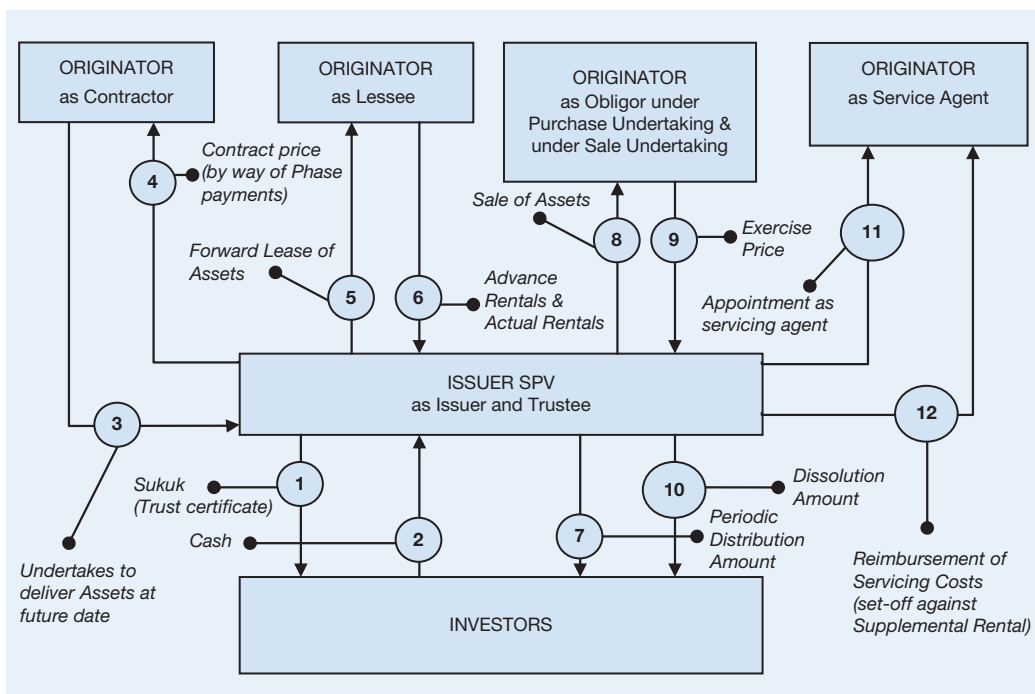 ORIGINATOR
as Contractor
ORIGINATOR
as Lessee
ORIGINATOR
as Obligor under
Purchase Undertaking &
under Sale Undertaking
ORIGINATOR
as Service Agent
4
Contract price
(by way of Phase
payments)
Forward Lease of
Assets
5
6
Advance
Rentals &
Actual Rentals
Sale of Assets
8
9
Exercise
Price
11
Appointment as
servicing agent
ISSUER SPV
as Issuer and Trustee
3
Undertakes to
deliver Assets at
future date
1
Sukuk
(Trust certificate)
Cash
2
7
Periodic
Distribution
Amount
10
Dissolution
Amount
12
Reimbursement of
Servicing Costs
(set-off against
Supplemental Rental)
INVESTORS